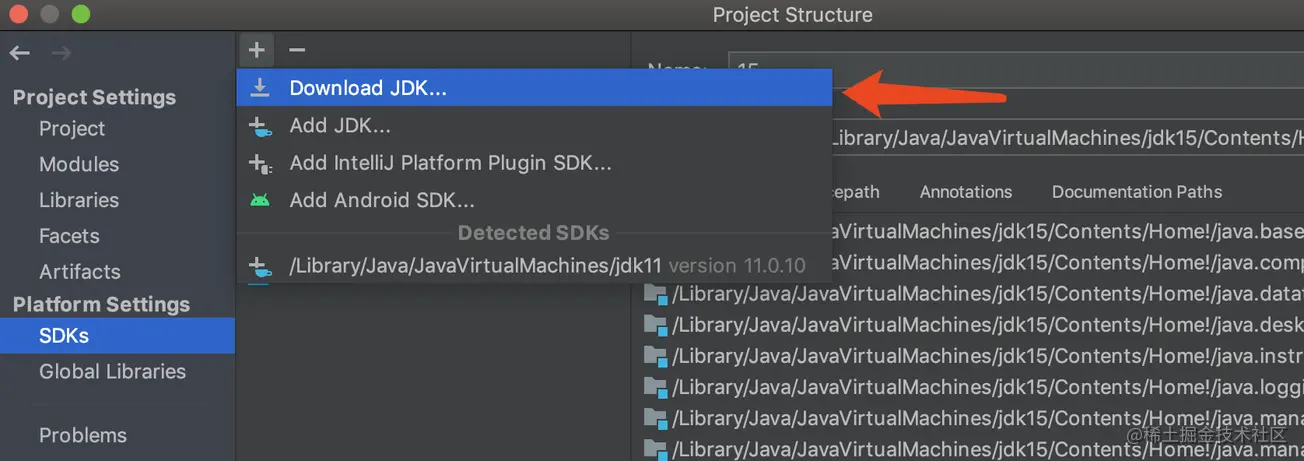 Project Structure
Project Settings
Project
Modules
Libraries
Facets
Artifacts
Platform Settings
SDKs
Global Libraries
Problems
Download JDK...
Add JDK...
Add IntelliJ Platform Plugin SDK...
Add Android SDK...
Detected SDKs
/Library/Java/JavaVirtualMachines/jdk11 version 11.0.10
Name: 15
Library/Java/JavaVirtualMachines/jdk15/Contents/H
epath Annotations Documentation Paths
avaVirtualMachines/jdk15/Contents/Home!/java.base
avaVirtualMachines/jdk15/Contents/Home!/java.comp
/Library/Java/JavaVirtualMachines/jdk15/Contents/Home!/java.datat
/Library/Java/JavaVirtualMachines/jdk15/Contents/Home!/java.desk
/Library/Java/JavaVirtualMachines/jdk15/Contents/Home!/java.instr
/Library/Java/JavaVirtualMachines/jdk15/Contents/Home!/java.loggi
/Library/Java/JavaVirtualMachines/jdk15/Contents/Home!/java.mana
/Library/Java/JavaVirtualMachines/jdk15/Contents/Home!/java.mana
@稀土掘金技术社区